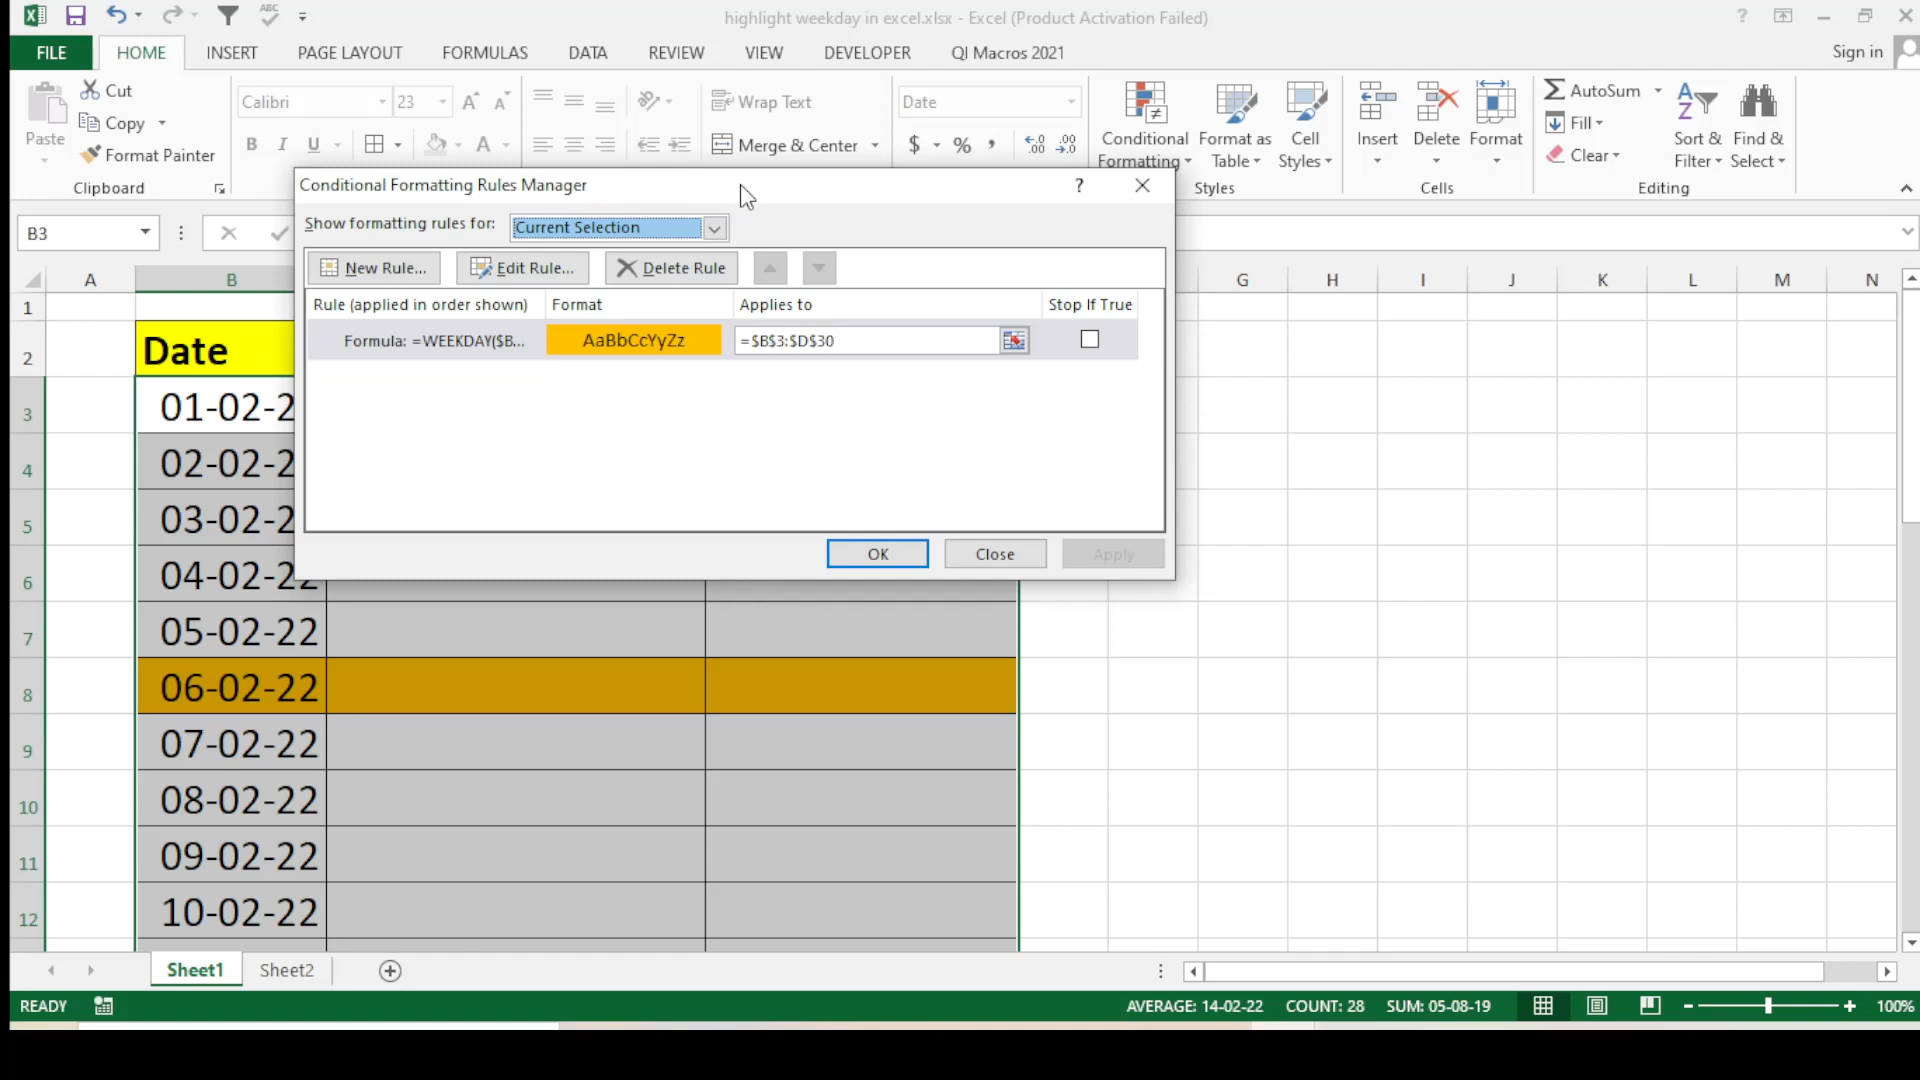 highlight weekday in excel.xlsx - Excel (Product Activation Failed)
FILE HOME INSERT PAGE LAYOUT FORMULAS DATA REVIEW VIEW DEVELOPER QI Macros 2021 Sign in
Paste
Cut
Copy
Format Painter
Clipboard
Calibri 23
B I U
Wrap Text
Merge & Center
Date
$ % ,
Conditional Formatting
Format as Table
Cell Styles
Styles
Insert Delete Format
Cells
AutoSum
Fill
Clear
Sort & Filter
Find & Select
Editing
B3
Conditional Formatting Rules Manager ?
Show formatting rules for: Current Selection
New Rule... Edit Rule... Delete Rule
Rule (applied in order shown) Format Applies to Stop If True
Formula: =WEEKDAY($B... AaBbCcYyZz =$B$3:$D$30
OK Close Apply
A B G H I J K L M N
1
2 Date
3 01-02-2
4 02-02-2
5 03-02-2
6 04-02-22
7 05-02-22
8 06-02-22
9 07-02-22
10 08-02-22
11 09-02-22
12 10-02-22
Sheet1 Sheet2
READY AVERAGE: 14-02-22 COUNT: 28 SUM: 05-08-19 100%